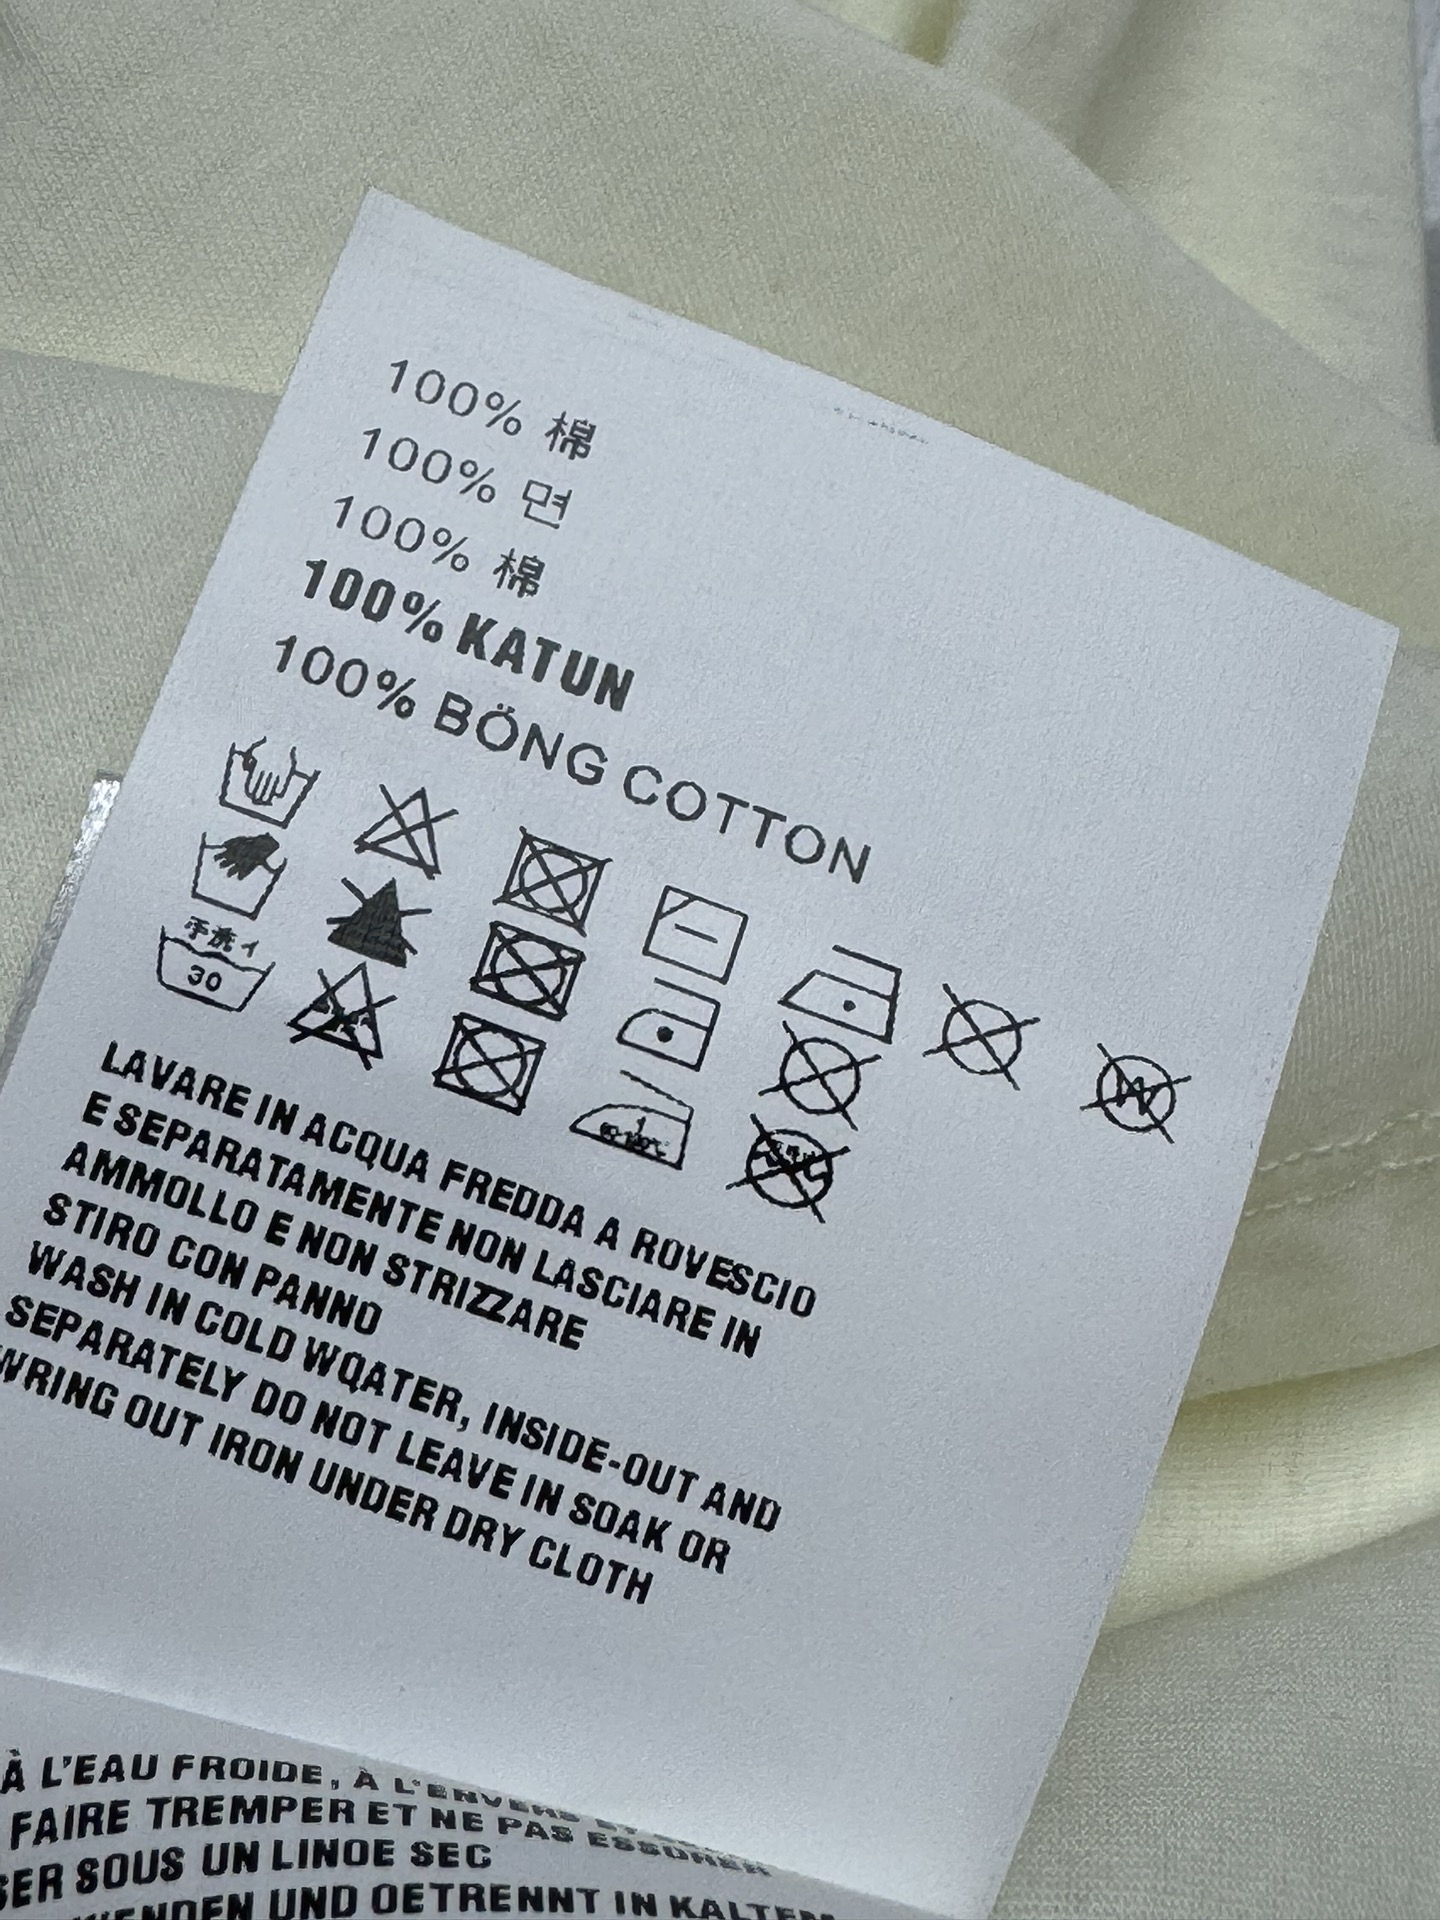 100% 棉
100% 면
100% 棉
100% KATUN
100% BÖNG COTTON
手洗イ
30
W
LAVARE IN ACQUA FREDDA A ROVESCIO
E SEPARATAMENTE NON LASCIARE IN
AMMOLLO E NON STRIZZARE
STIRO CON PANNO
WASH IN COLD WQATER, INSIDE-OUT AND
SEPARATELY DO NOT LEAVE IN SOAK OR
WRING OUT IRON UNDER DRY CLOTH
À L'EAU FROIDE, À L'ENVERS ET
FAIRE TREMPER ET NE PAS ESSORER
SER SOUS UN LINOE SEC
WENDEN UND OETRENNT IN KALTEM